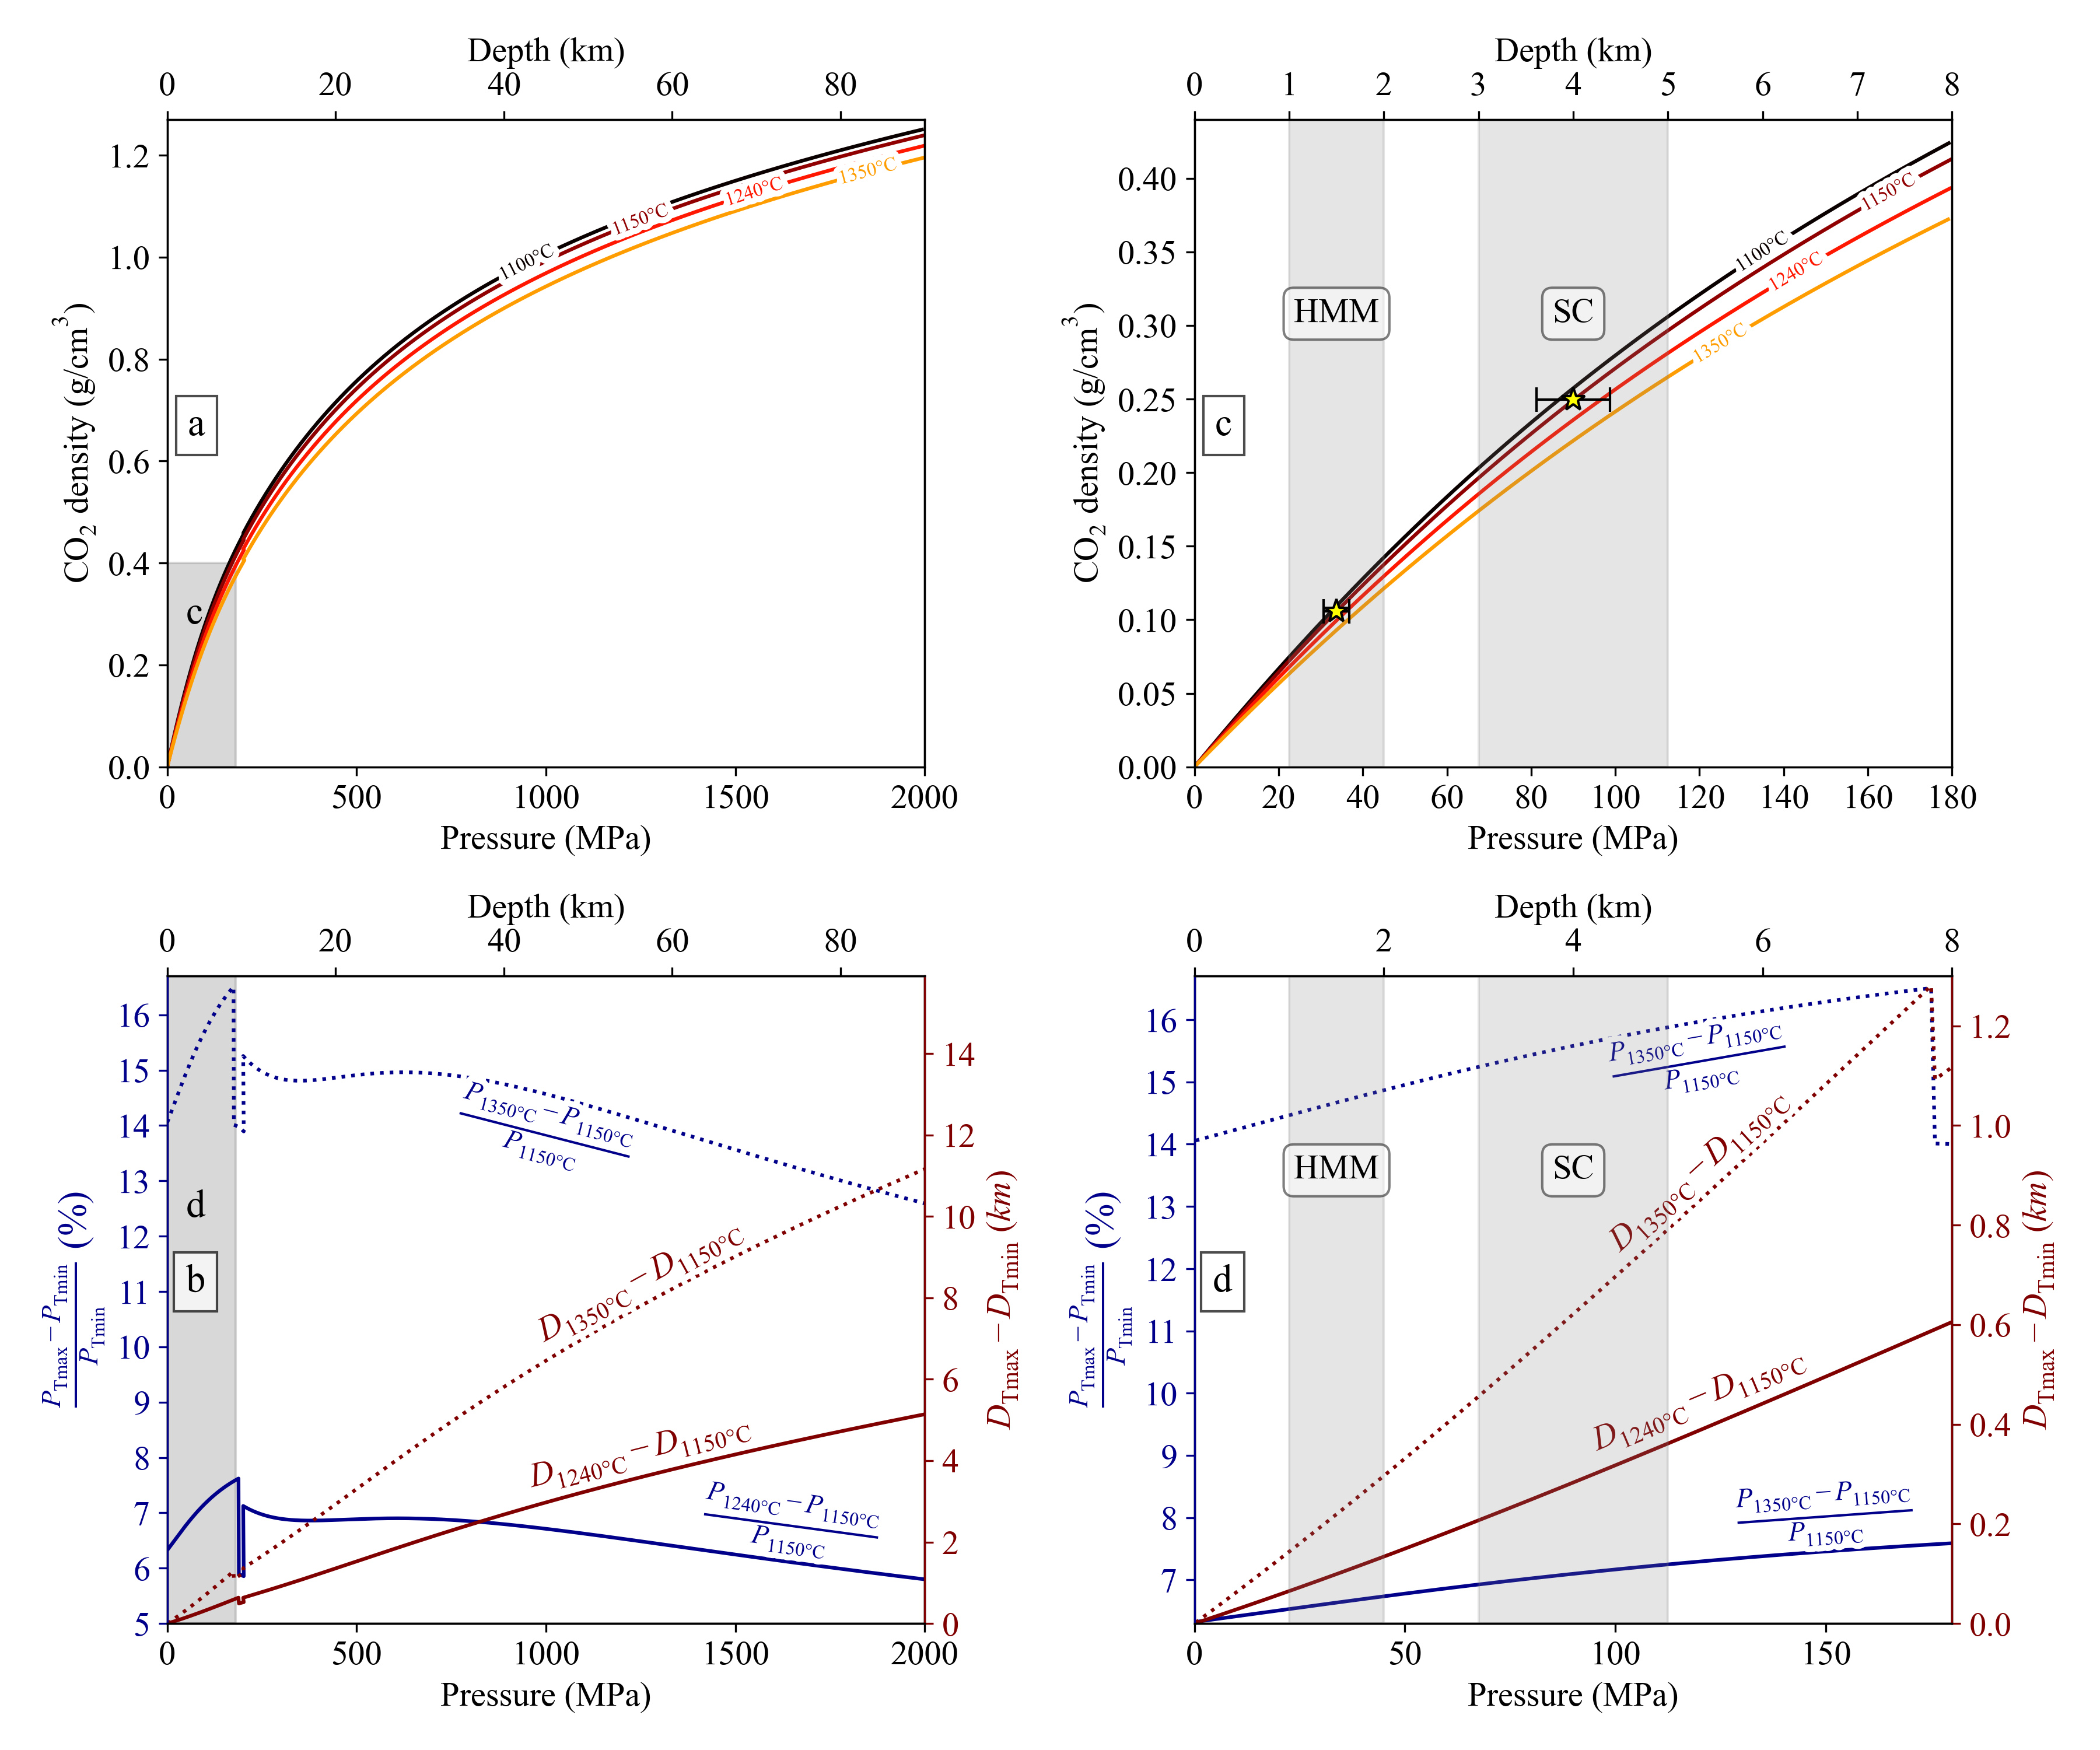 Depth (km)
0 20 40 60 80
CO2 density (g/cm3)
1.2
1.0
0.8
0.6
0.4
0.2
0.0
1100°C
1150°C
1240°C
1350°C
a
c
0 500 1000 1500 2000
Pressure (MPa)
Depth (km)
0 1 2 3 4 5 6 7 8
CO2 density (g/cm3)
0.40
0.35
0.30
0.25
0.20
0.15
0.10
0.05
0.00
1150°C
1100°C
1240°C
1350°C
HMM SC
c
0 20 40 60 80 100 120 140 160 180
Pressure (MPa)
Depth (km)
0 20 40 60 80
PTmax−PTmin
PTmin
(%)
16
15
14
13
12
11
10
9
8
7
6
5
P1350°C−P1150°C
P1150°C
d
b
D1350°C−D1150°C
D1240°C−D1150°C
P1240°C−P1150°C
P1150°C
14
12
10
8
6
4
2
0
DTmax−DTmin (km)
0 500 1000 1500 2000
Pressure (MPa)
Depth (km)
0 2 4 6 8
PTmax−PTmin
PTmin
(%)
16
15
14
13
12
11
10
9
8
7
P1350°C−P1150°C
P1150°C
HMM SC
D1350°C−D1150°C
d
D1240°C−D1150°C
P1350°C−P1150°C
P1150°C
1.2
1.0
0.8
0.6
0.4
0.2
0.0
DTmax−DTmin (km)
0 50 100 150
Pressure (MPa)